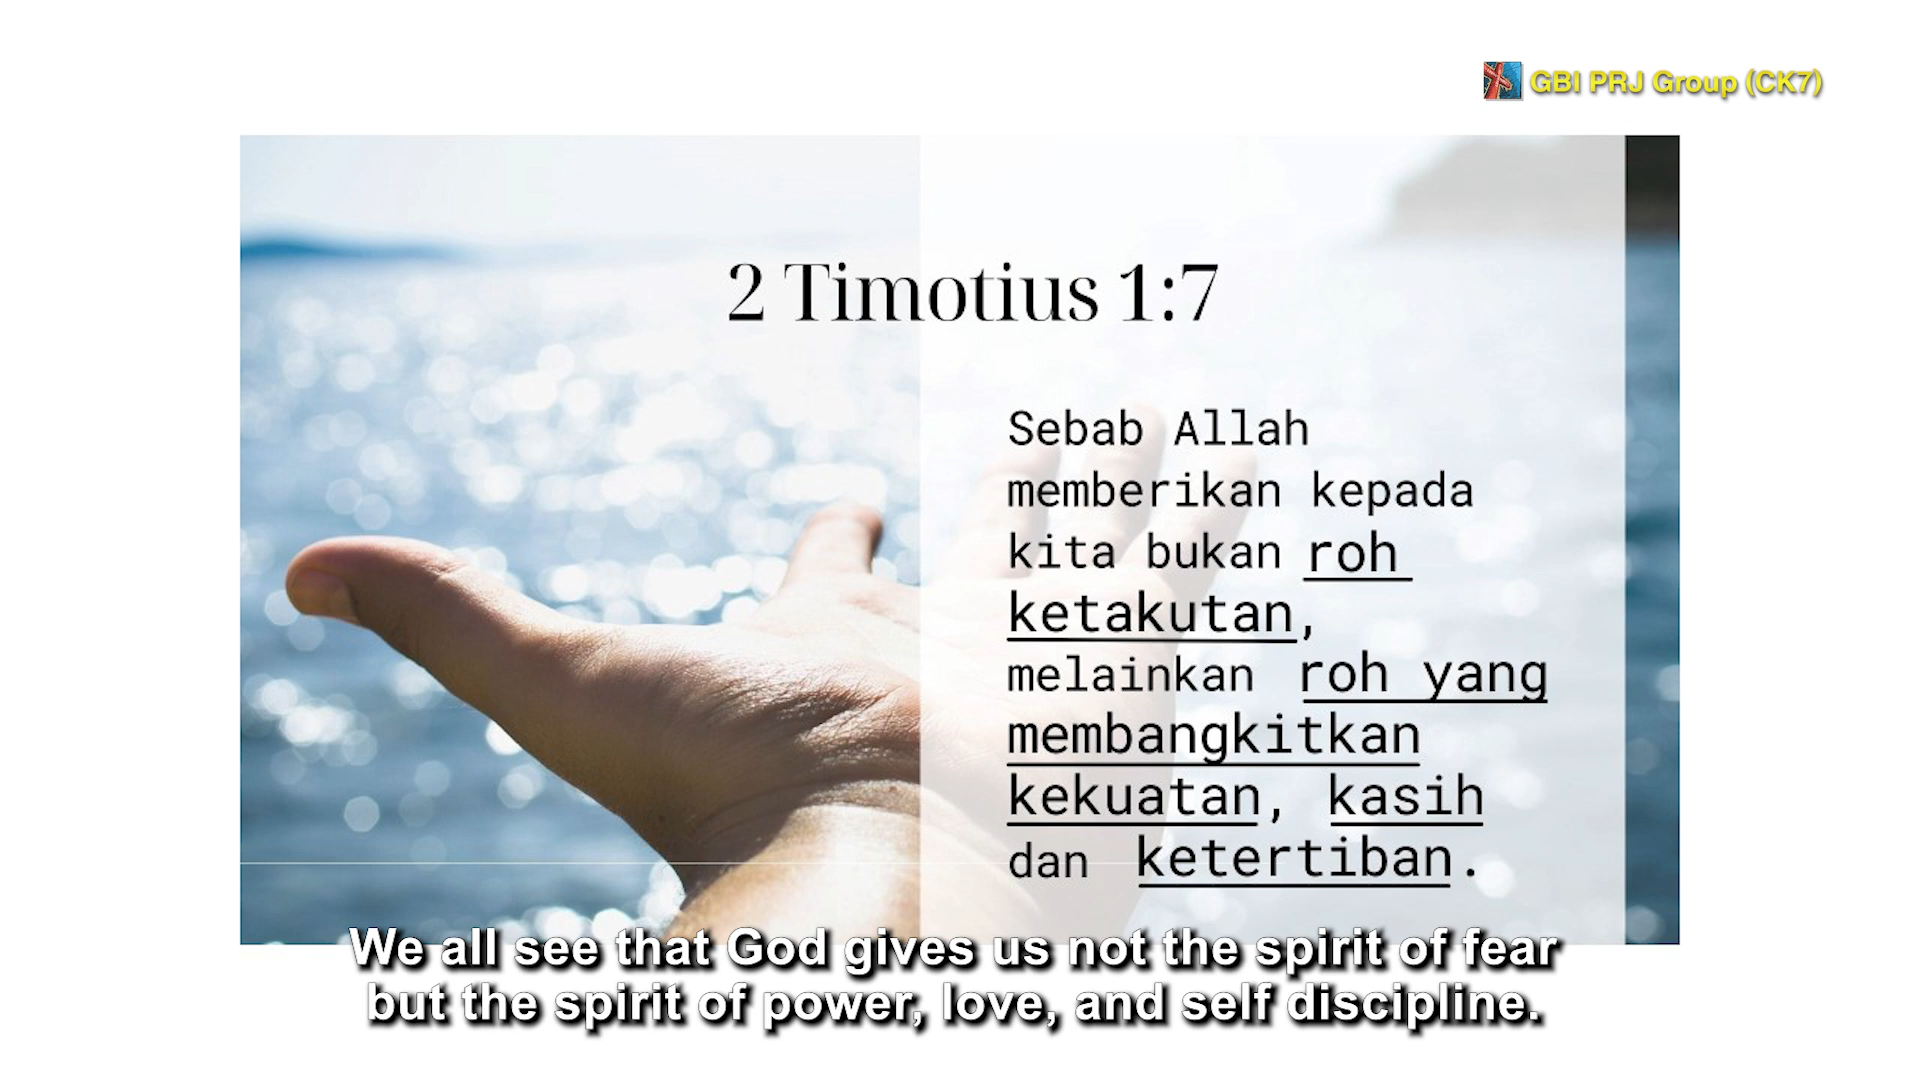 GBI PRJ Group (CK7)
2 Timotius 1:7
Sebab Allah
memberikan kepada
kita bukan roh
ketakutan,
melainkan roh yang
membangkitkan
kekuatan, kasih
dan ketertiban.
We all see that God gives us not the spirit of fear
but the spirit of power, love, and self discipline.